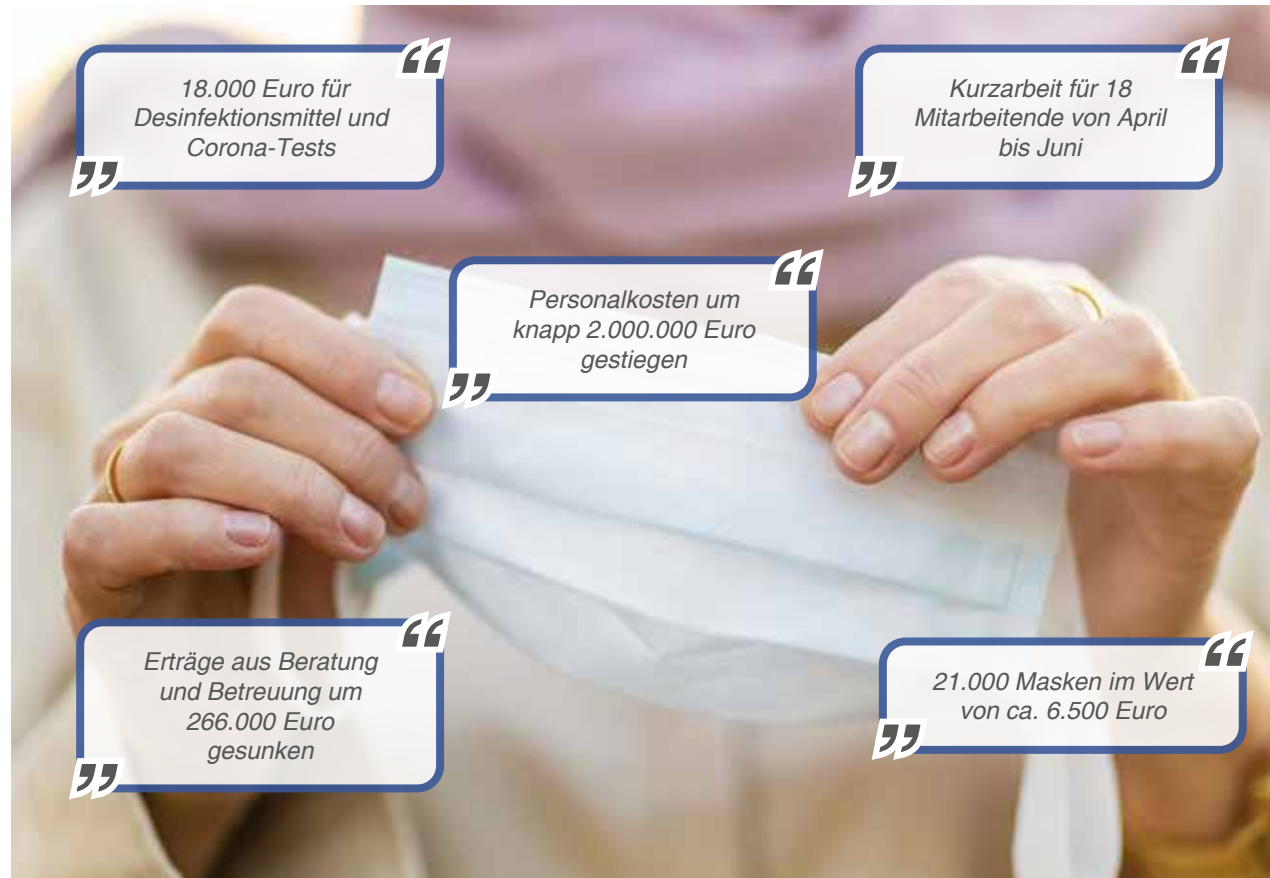 18.000 Euro für
Desinfektionsmittel und
Corona-Tests
Kurzarbeit für 18
Mitarbeitende von April
bis Juni
Personalkosten um
knapp 2.000.000 Euro
gestiegen
Erträge aus Beratung
und Betreuung um
266.000 Euro
gesunken
21.000 Masken im Wert
von ca. 6.500 Euro